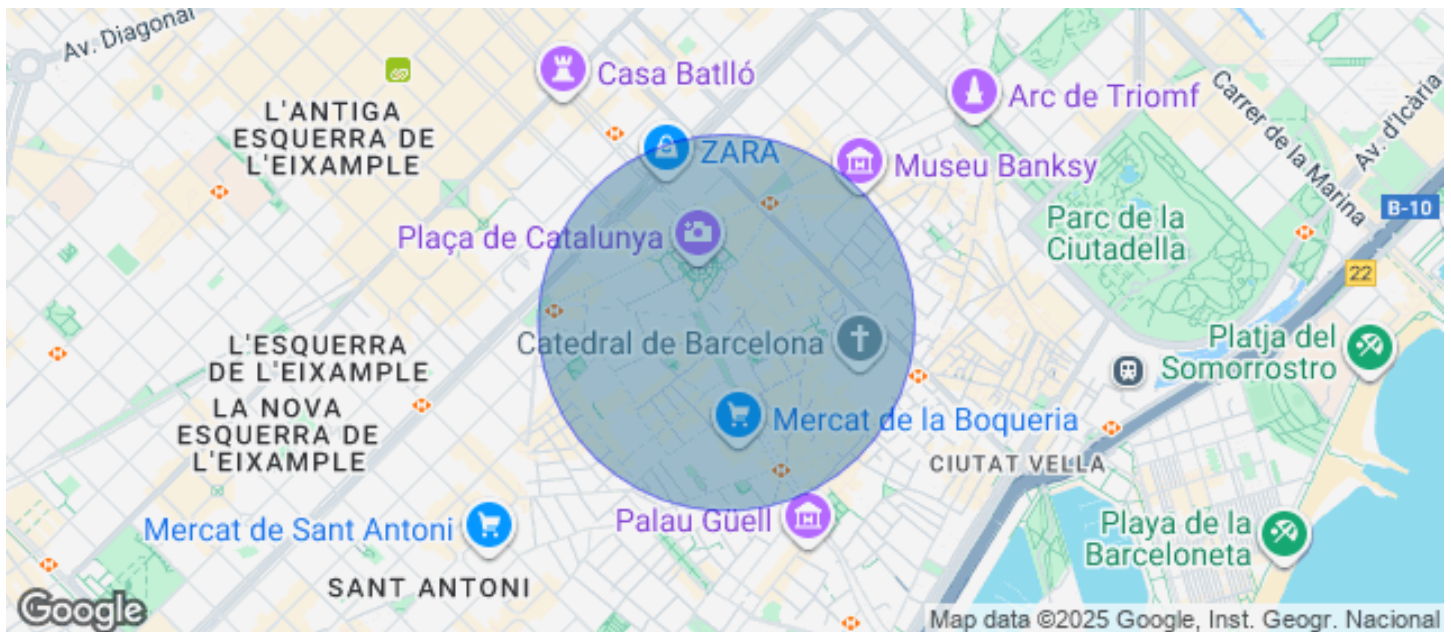 Av. Diagonal
Casa Batlló
Arc de Triomf
Carrer de la Marina
Av. d'Icària
L'ANTIGA
ESQUERRA DE
L'EIXAMPLE
ZARA
Museu Banksy
B-10
Plaça de Catalunya
Parc de la
Ciutadella
22
L'ESQUERRA
DE L'EIXAMPLE
Catedral de Barcelona
Platja del
Somorrostro
LA NOVA
ESQUERRA DE
L'EIXAMPLE
Mercat de la Boqueria
CIUTAT VELLA
Mercat de Sant Antoni
Palau Güell
Playa de la
Barceloneta
SANT ANTONI
Google
Map data ©2025 Google, Inst. Geogr. Nacional